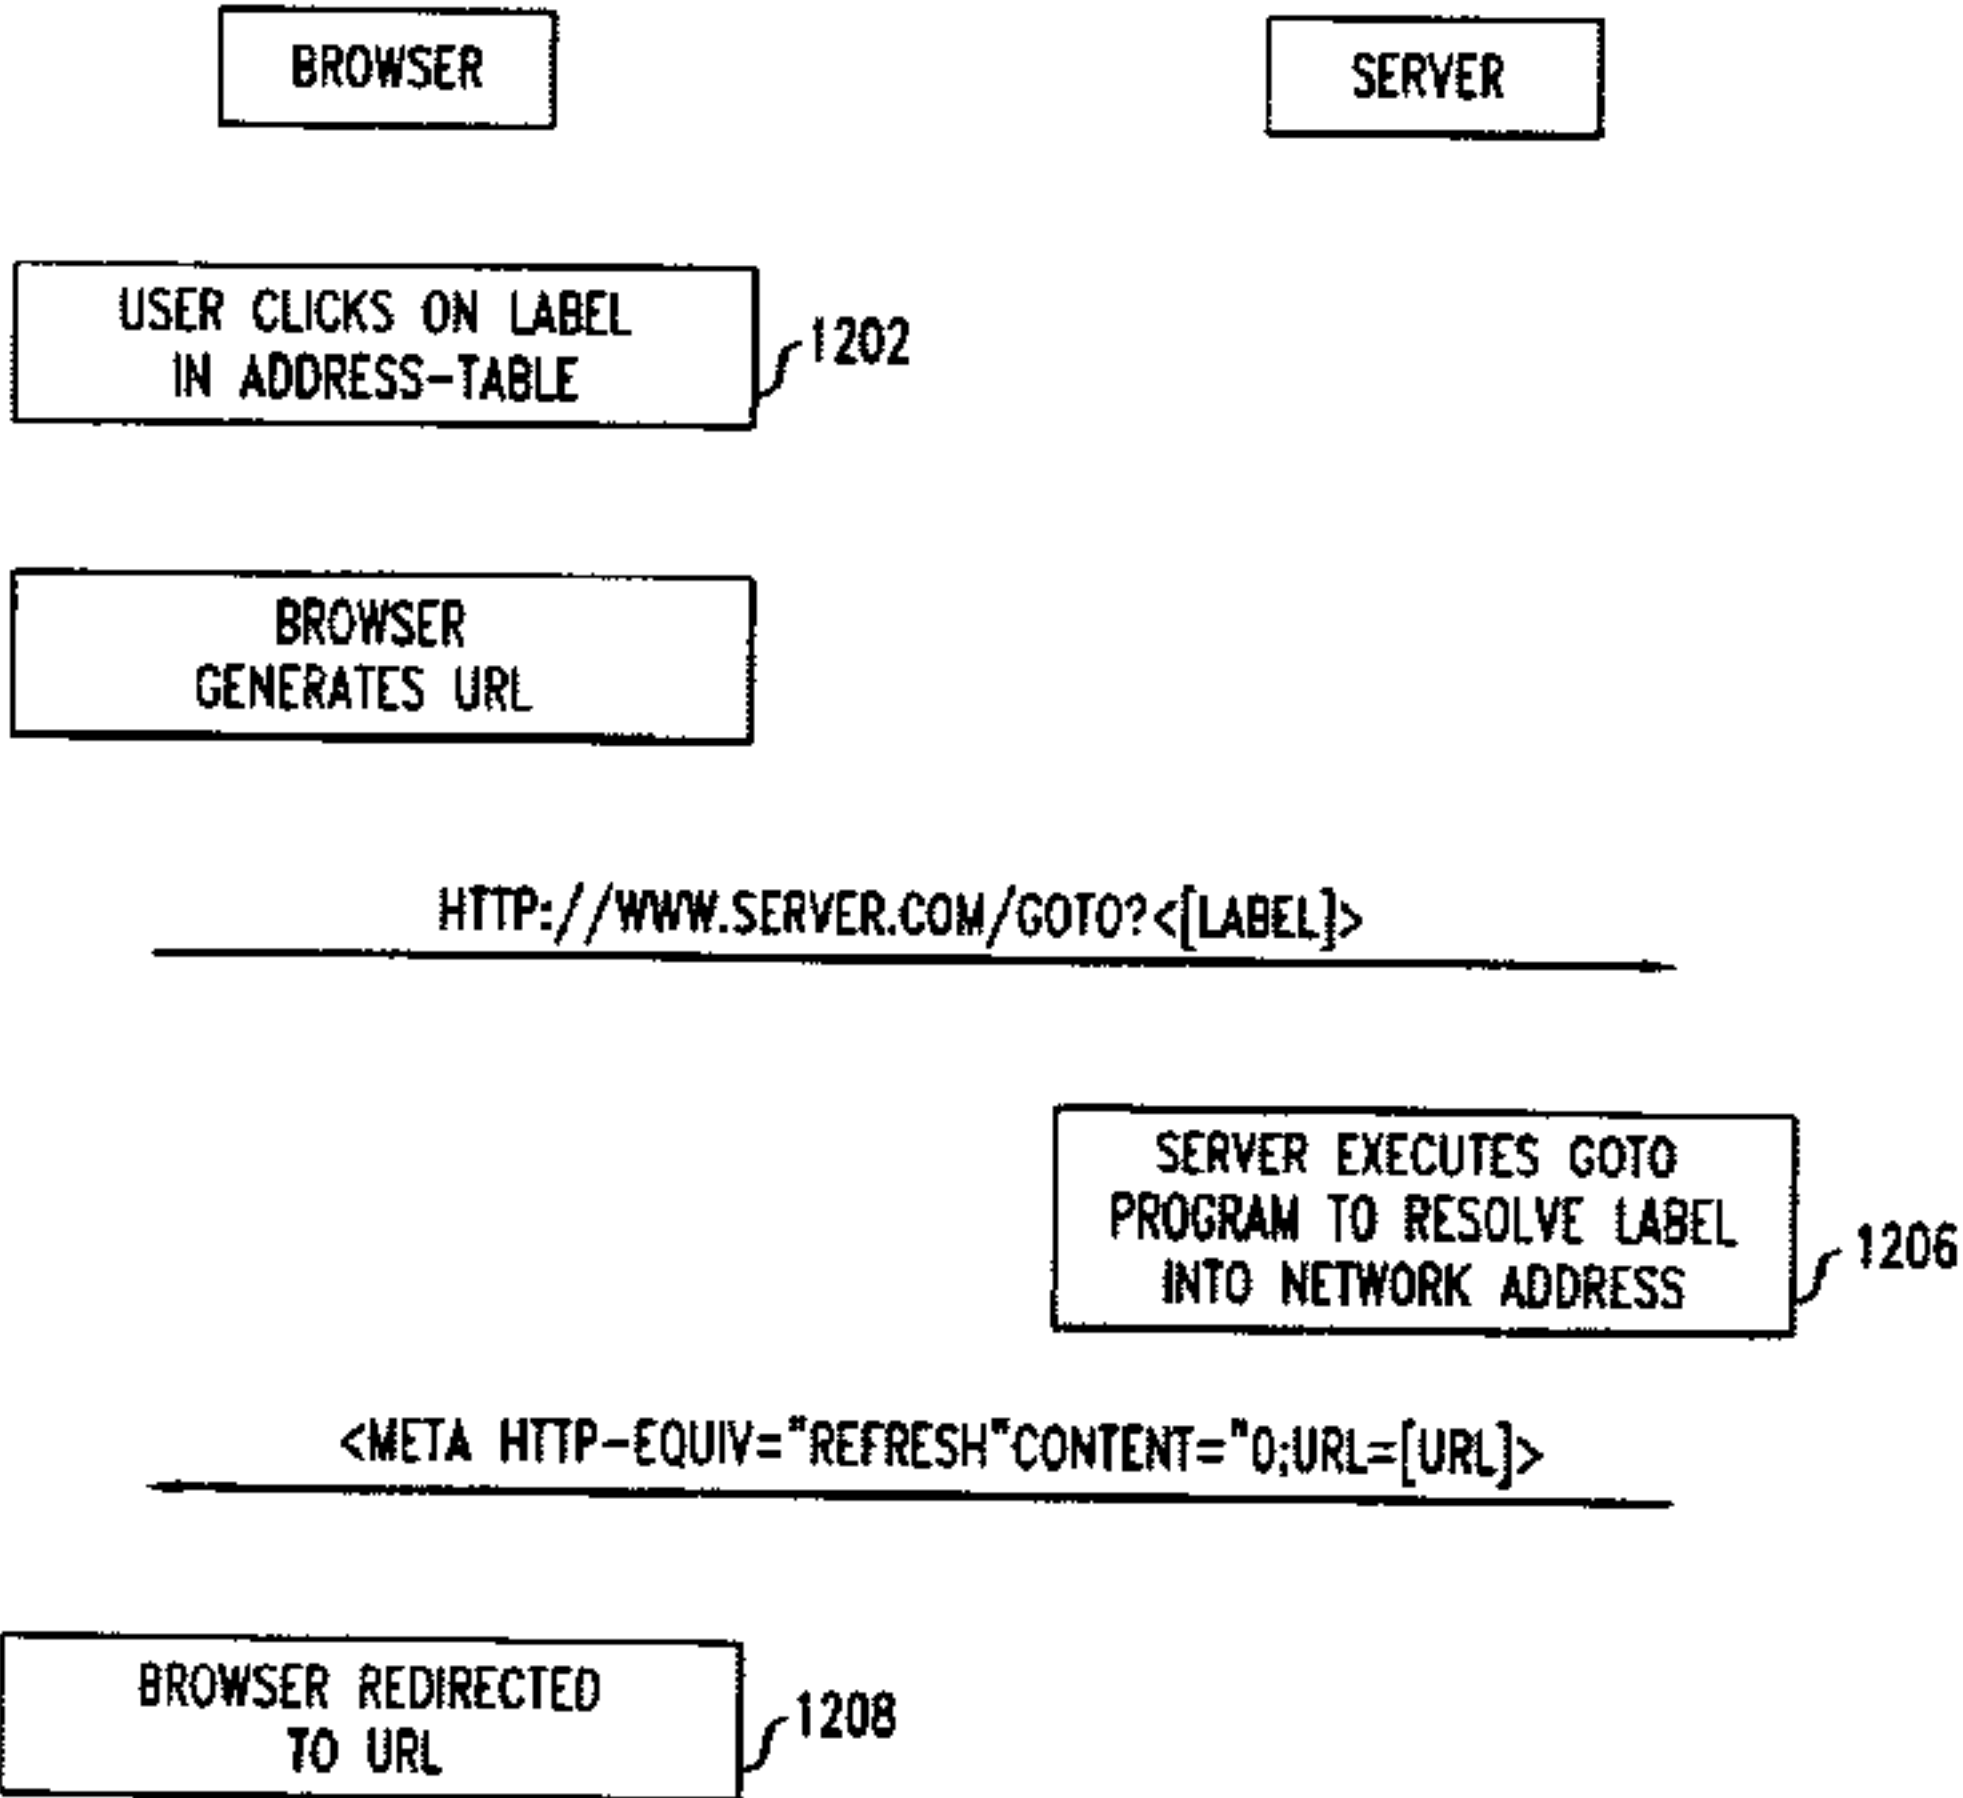 BROWSER
SERVER
USER CLICKS ON LABEL
IN ADDRESS-TABLE
1202
BROWSER
GENERATES URL
HTTP://WWW.SERVER.COM/GOTO?<[LABEL]>
SERVER EXECUTES GOTO
PROGRAM TO RESOLVE LABEL
INTO NETWORK ADDRESS
1206
<META HTTP-EQUIV="REFRESH"CONTENT="0;URL=[URL]>
BROWSER REDIRECTED
TO URL
1208